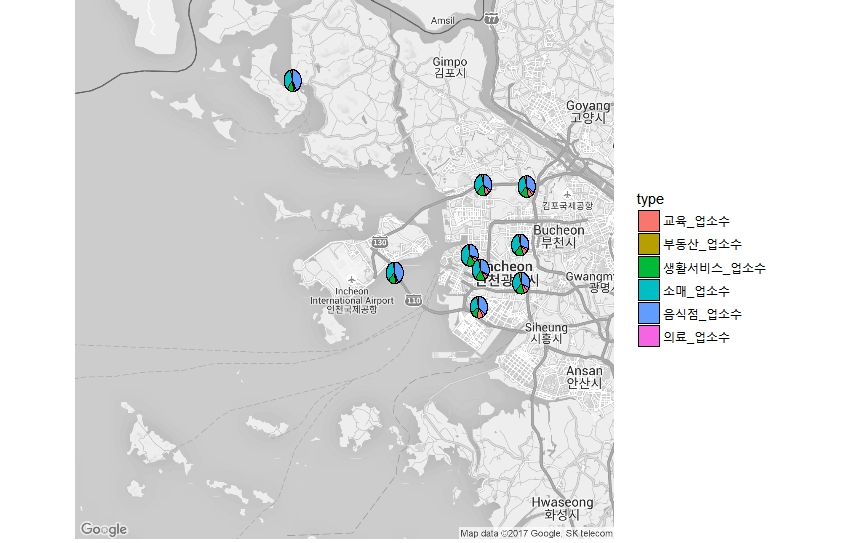 Amsil
77
Gimpo
김포시
Goyang
고양시
김포국제공항
Bucheon
부천시
130
ncheon
인천광역시
Gwangm
광명
Incheon
International Airport
인천국제공항
110
Siheung
시흥시
Ansan
안산시
Hwaseong
화성시
Google
Map data ©2017 Google, SK telecom
type
교육_업소수
부동산_업소수
생활서비스_업소수
소매_업소수
음식점_업소수
의료_업소수